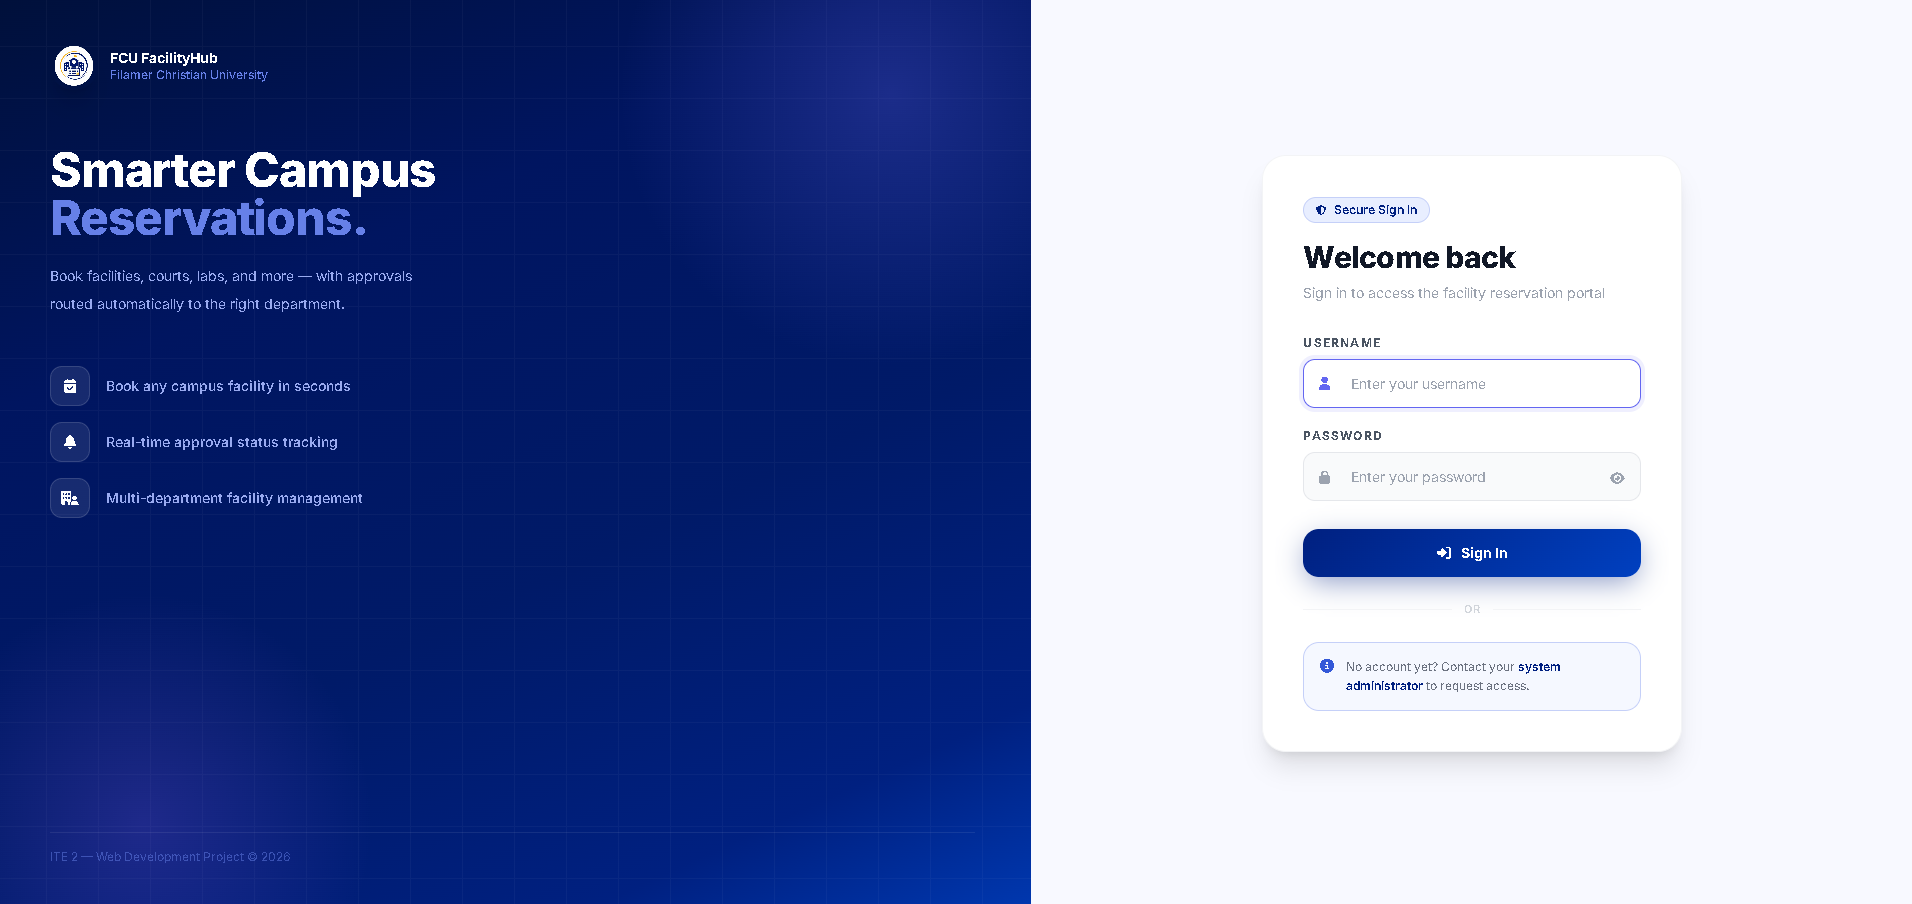 FCU FacilityHub
Filamer Christian University
Smarter Campus
Reservations.
Book facilities, courts, labs, and more — with approvals
routed automatically to the right department.
Book any campus facility in seconds
Real-time approval status tracking
Multi-department facility management
ITE 2 — Web Development Project © 2026
Secure Sign In
Welcome back
Sign in to access the facility reservation portal
USERNAME
Enter your username
PASSWORD
Enter your password
Sign In
OR
No account yet? Contact your system
administrator to request access.